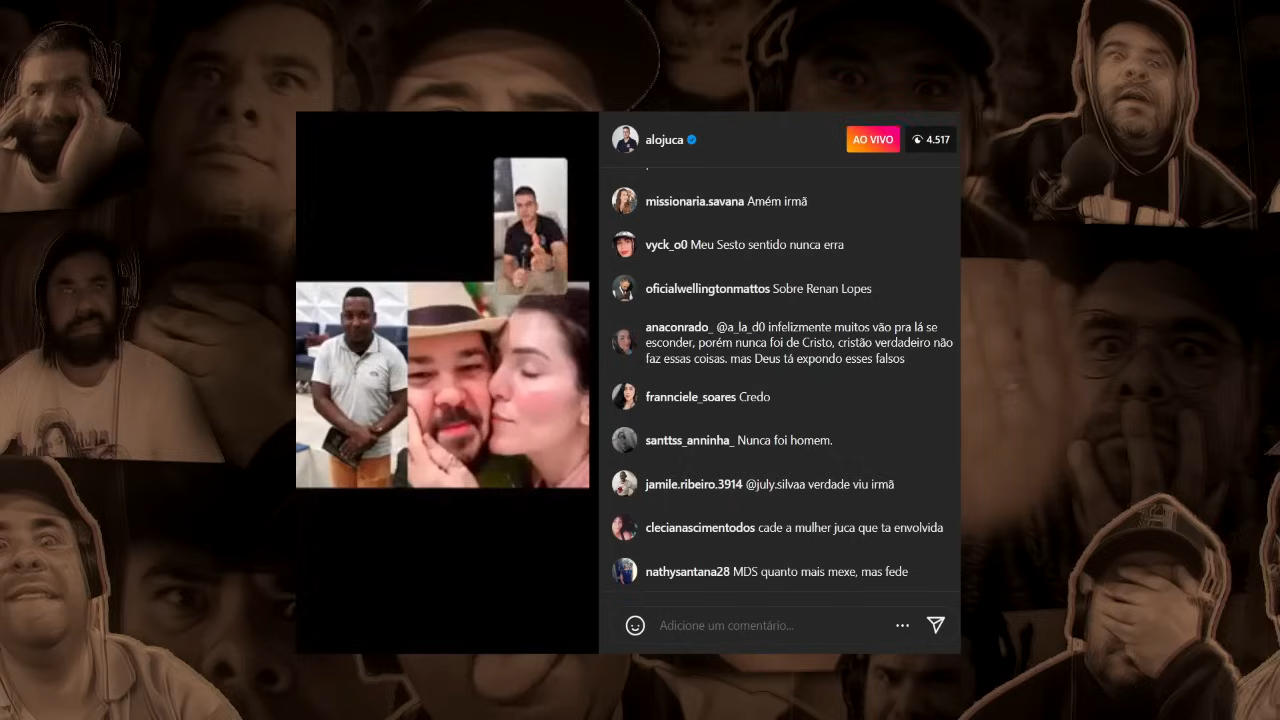 alojuca
AO VIVO
4.517
missionaria.savana Amém irmã
vyck_o0 Meu Sesto sentido nunca erra
oficialwellingtonmattos Sobre Renan Lopes
anaconrado_ @a_la_d0 infelizmente muitos vão pra lá se
esconder, porém nunca foi de Cristo, cristão verdadeiro não
faz essas coisas. mas Deus tá expondo esses falsos
frannciele_soares Credo
santtss_anninha_ Nunca foi homem.
jamile.ribeiro.3914 @july.silvaa verdade viu irmã
clecianascimentodos cade a mulher juca que ta envolvida
nathysantana28 MDS quanto mais mexe, mas fede
Adicione um comentário...